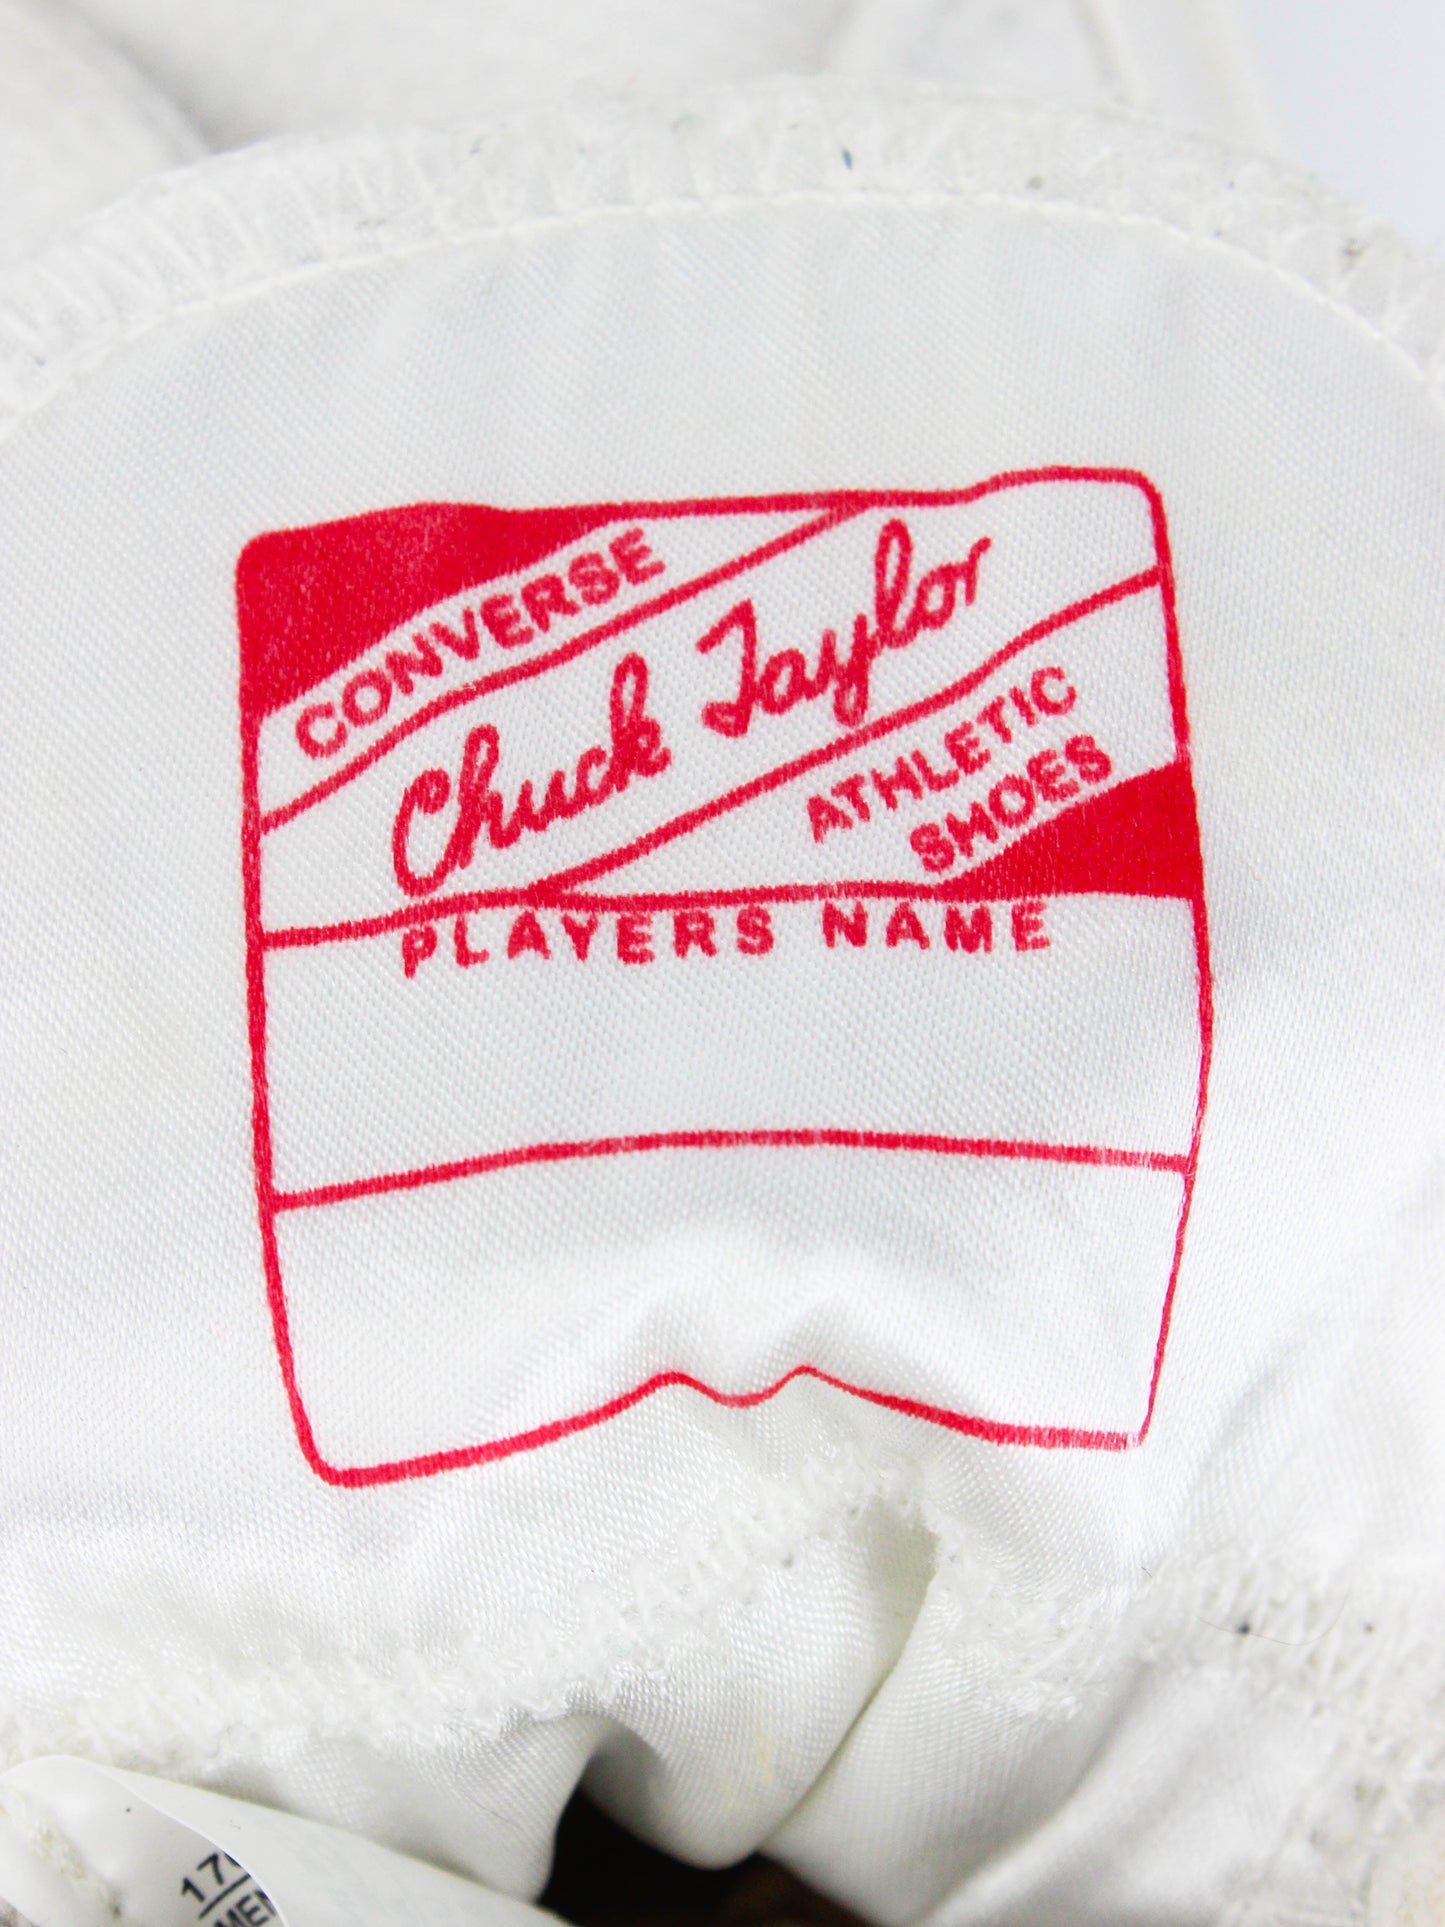 CONVERSE
Chuck Taylor
ATHLETIC
SHOES
PLAYERS NAME